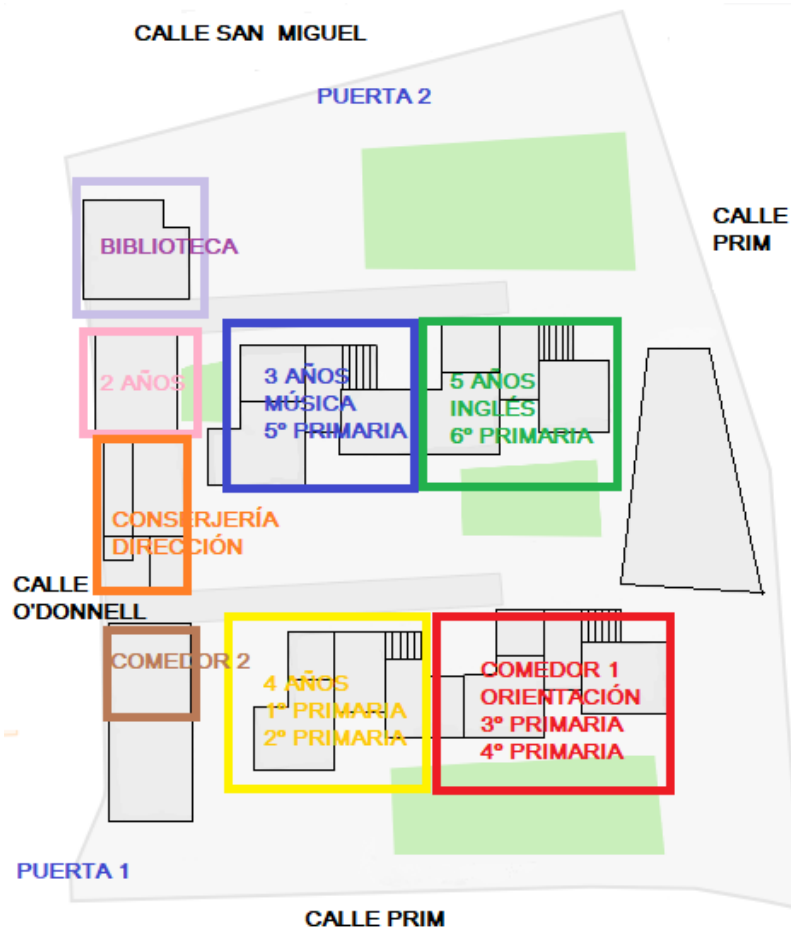 CALLE SAN MIGUEL
PUERTA 2
CALLE
PRIM
BIBLIOTECA
2 AÑOS
3 AÑOS
MÚSICA
5º PRIMARIA
5 AÑOS
INGLÉS
6º PRIMARIA
CONSERJERÍA
DIRECCIÓN
CALLE
O'DONNELL
COMEDOR 2
4 AÑOS
1º PRIMARIA
2º PRIMARIA
COMEDOR 1
ORIENTACIÓN
3º PRIMARIA
4º PRIMARIA
PUERTA 1
CALLE PRIM